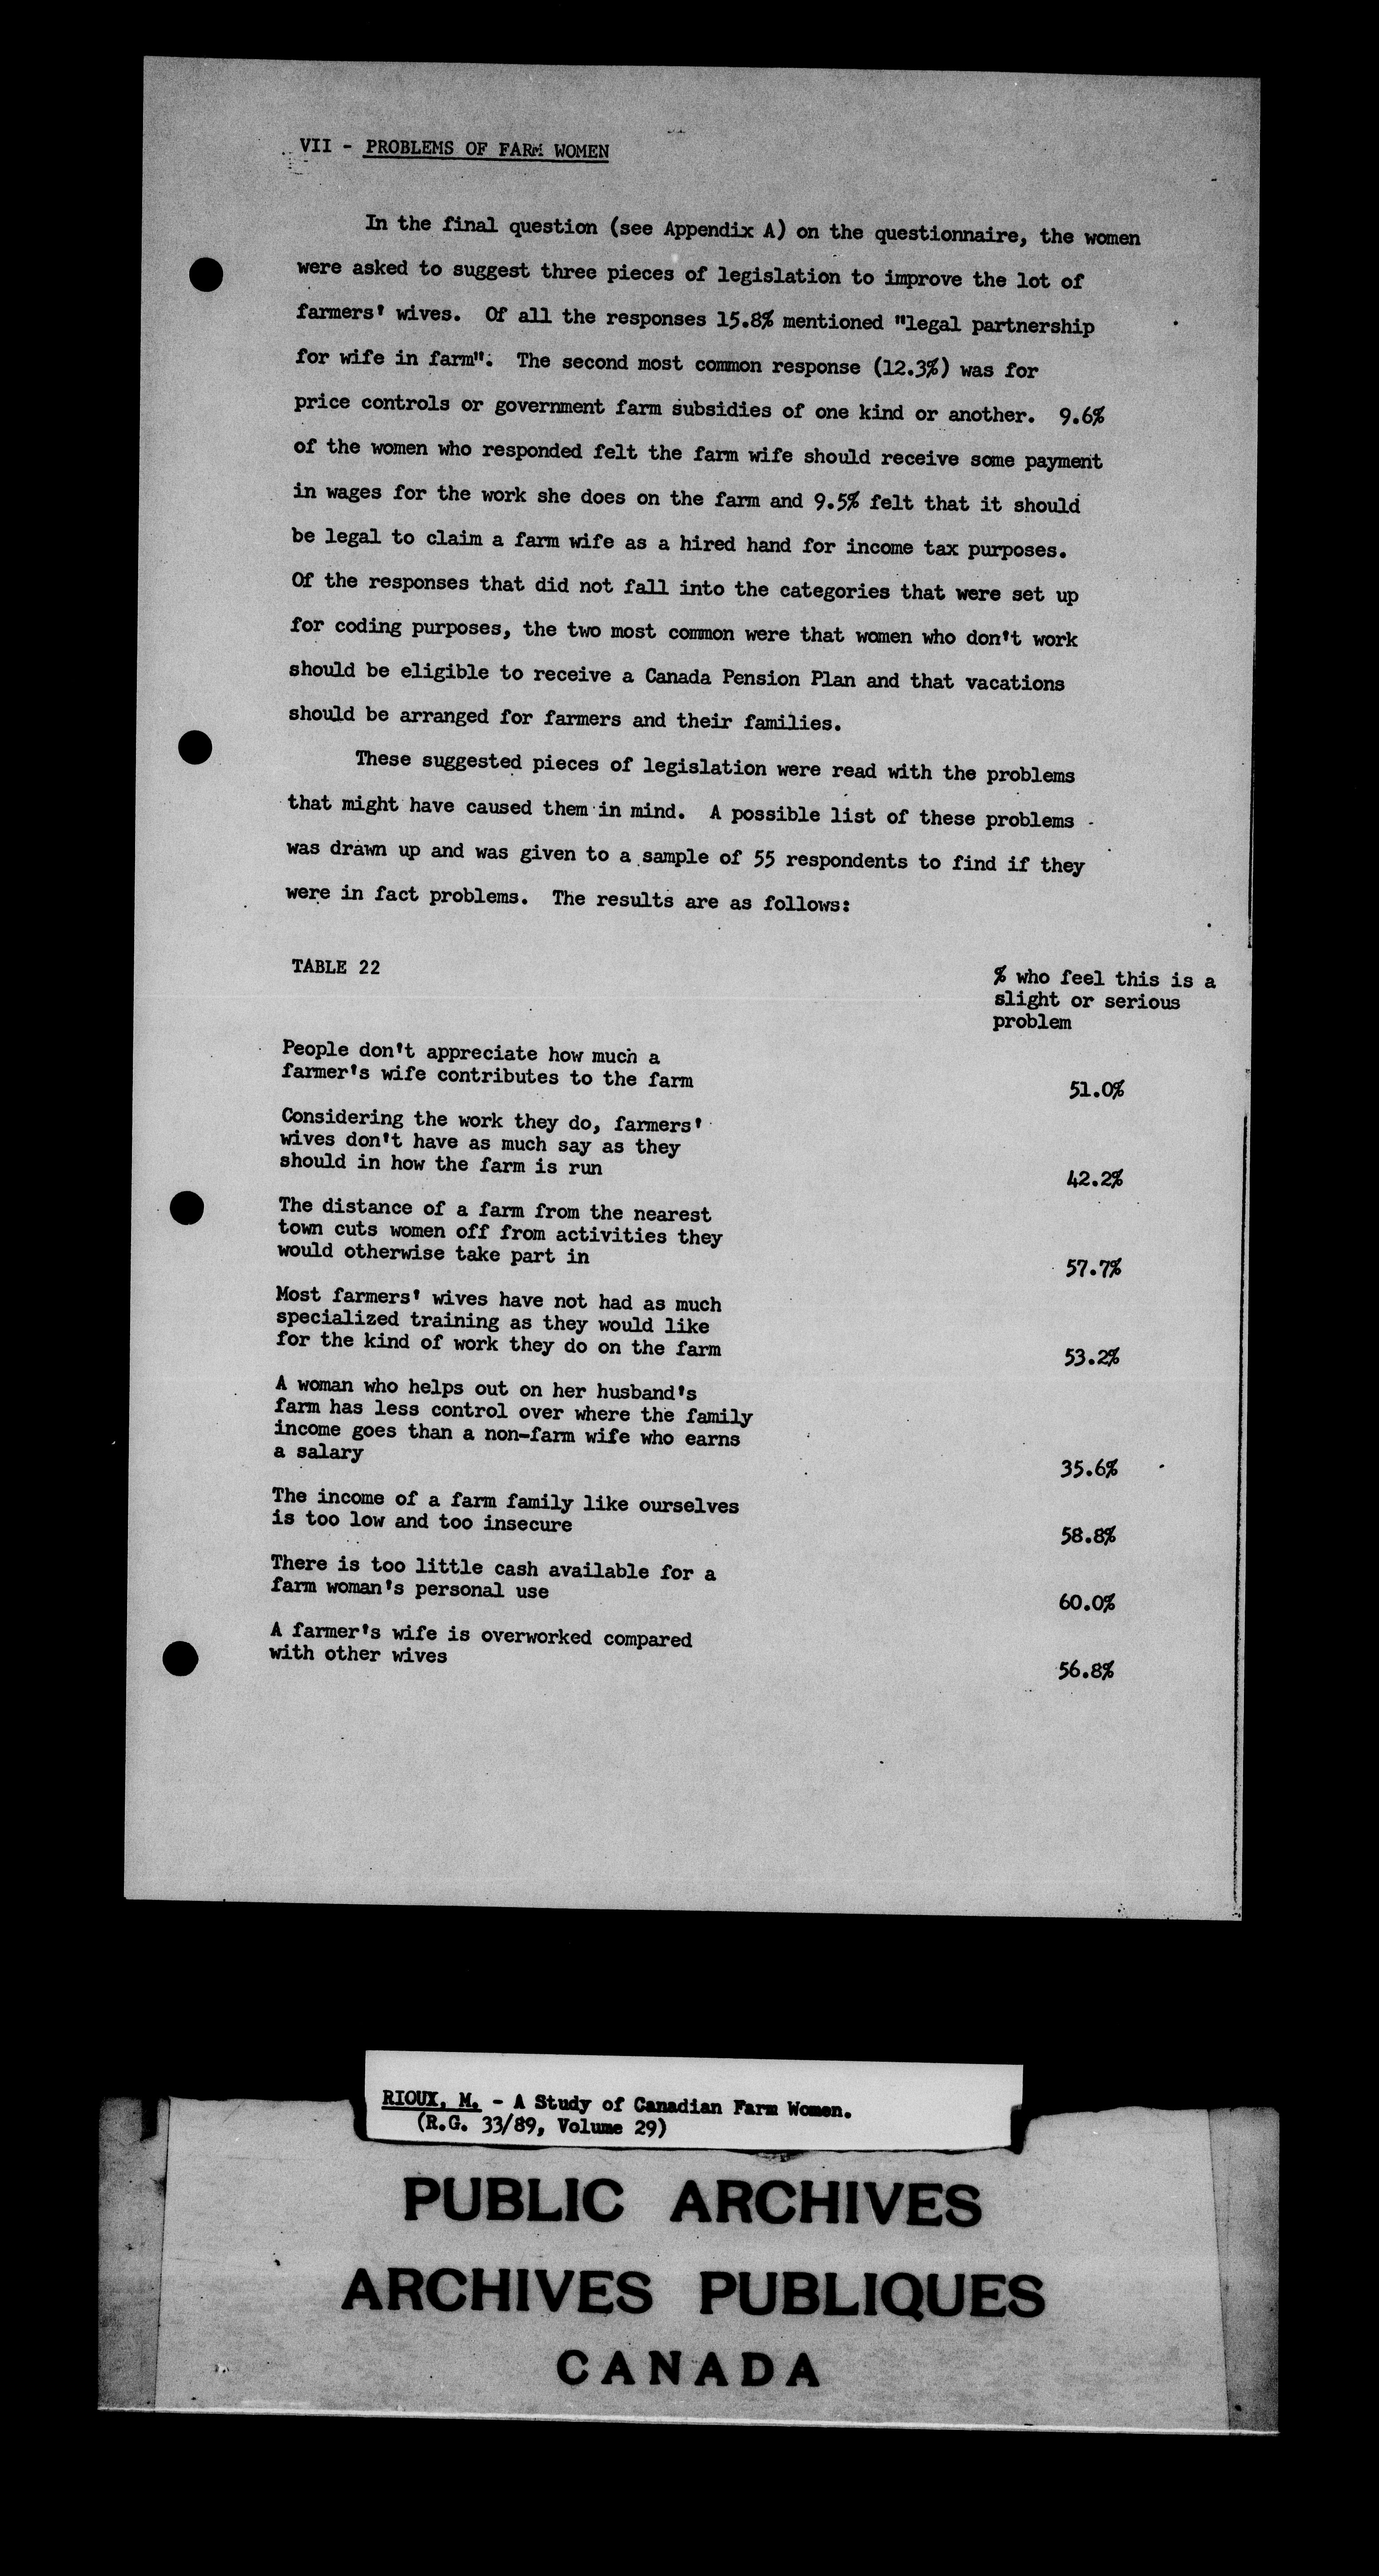 VII - PROBLEMS OF FARM WOMEN
In the final question (see Appendix A) on the questionnaire, the women
were asked to suggest three pieces of legislation to improve the lot of
farmers' wives. Of all the responses 15.8% mentioned "legal partnership
for wife in farm". The second most common response (12.3%) was for
price controls or government farm subsidies of one kind or another. 9.6%
of the women who responded felt the farm wife should receive some payment
in wages for the work she does on the farm and 9.5% felt that it should
be legal to claim a farm wife as a hired hand for income tax purposes.
Of the responses that did not fall into the categories that were set up
for coding purposes, the two most common were that women who don't work
should be eligible to receive a Canada Pension Plan and that vacations
should be arranged for farmers and their families.
These suggested pieces of legislation were read with the problems
that might have caused them in mind. A possible list of these problems
was drawn up and was given to a sample of 55 respondents to find if they
were in fact problems. The results are as follows:
TABLE 22
% who feel this is a
slight or serious
problem
People don't appreciate how much a
farmer's wife contributes to the farm
51.0%
Considering the work they do, farmers'
wives don't have as much say as they
should in how the farm is run
42.2%
The distance of a farm from the nearest
town cuts women off from activities they
would otherwise take part in
57.7%
Most farmers' wives have not had as much
specialized training as they would like
for the kind of work they do on the farm
53.2%
A woman who helps out on her husband's
farm has less control over where the family
income goes than a non-farm wife who earns
a salary
35.6%
The income of a farm family like ourselves
is too low and too insecure
58.8%
There is too little cash available for a
farm woman's personal use
60.0%
A farmer's wife is overworked compared
with other wives
56.8%
RIOUX, M. - A Study of Canadian Farm Women.
(R.G. 33/89, Volume 29)
PUBLIC ARCHIVES
ARCHIVES PUBLIQUES
CANADA